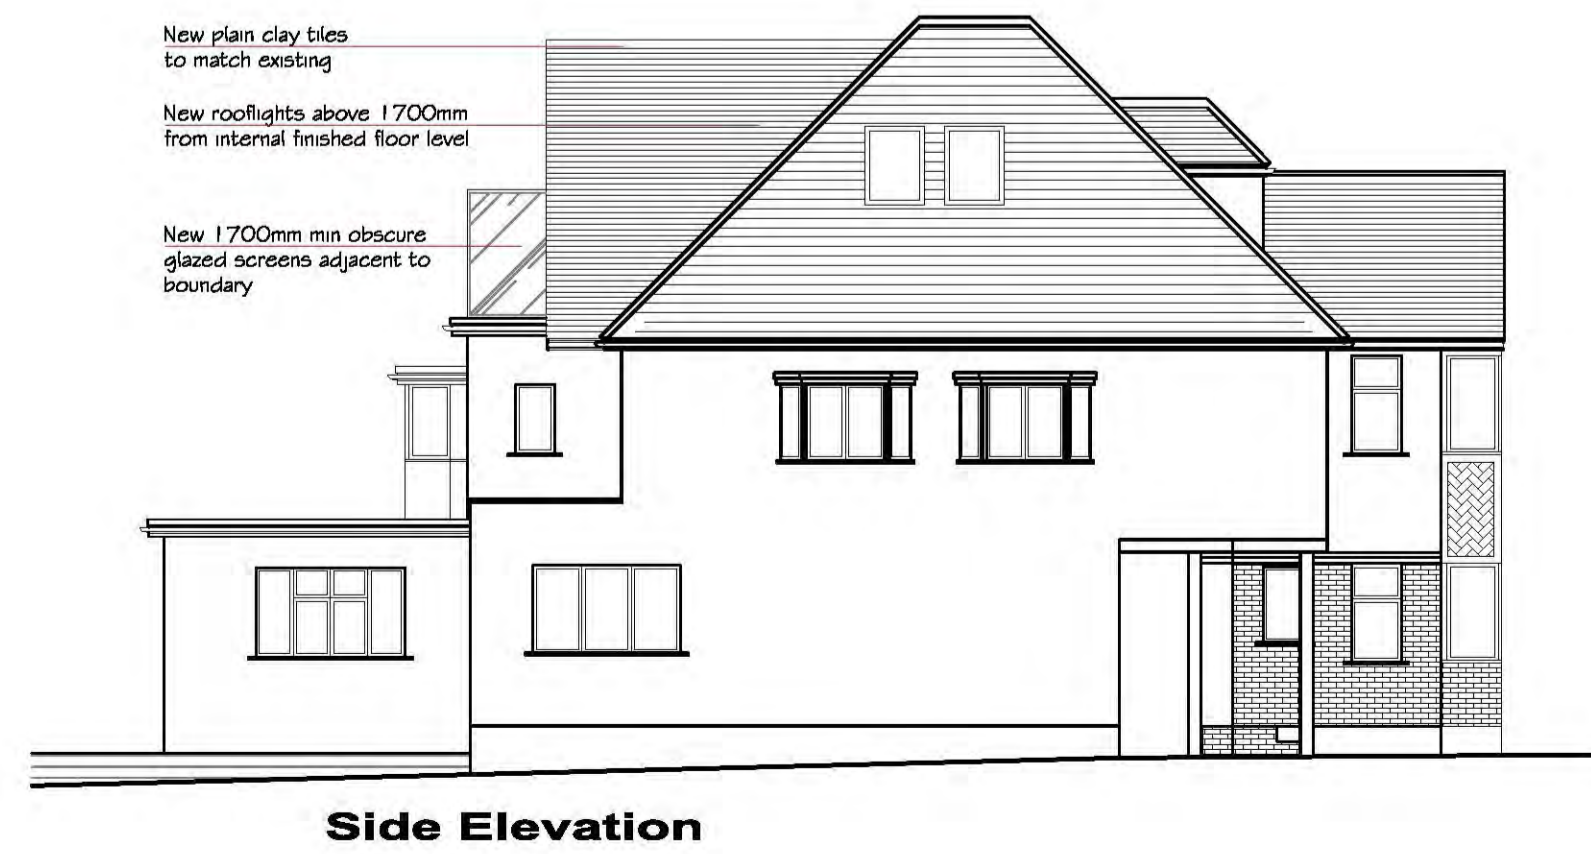 New plain clay tiles
to match existing
New rooflights above 1700mm
from internal finished floor level
New 1700mm min obscure
glazed screens adjacent to
boundary
Side Elevation